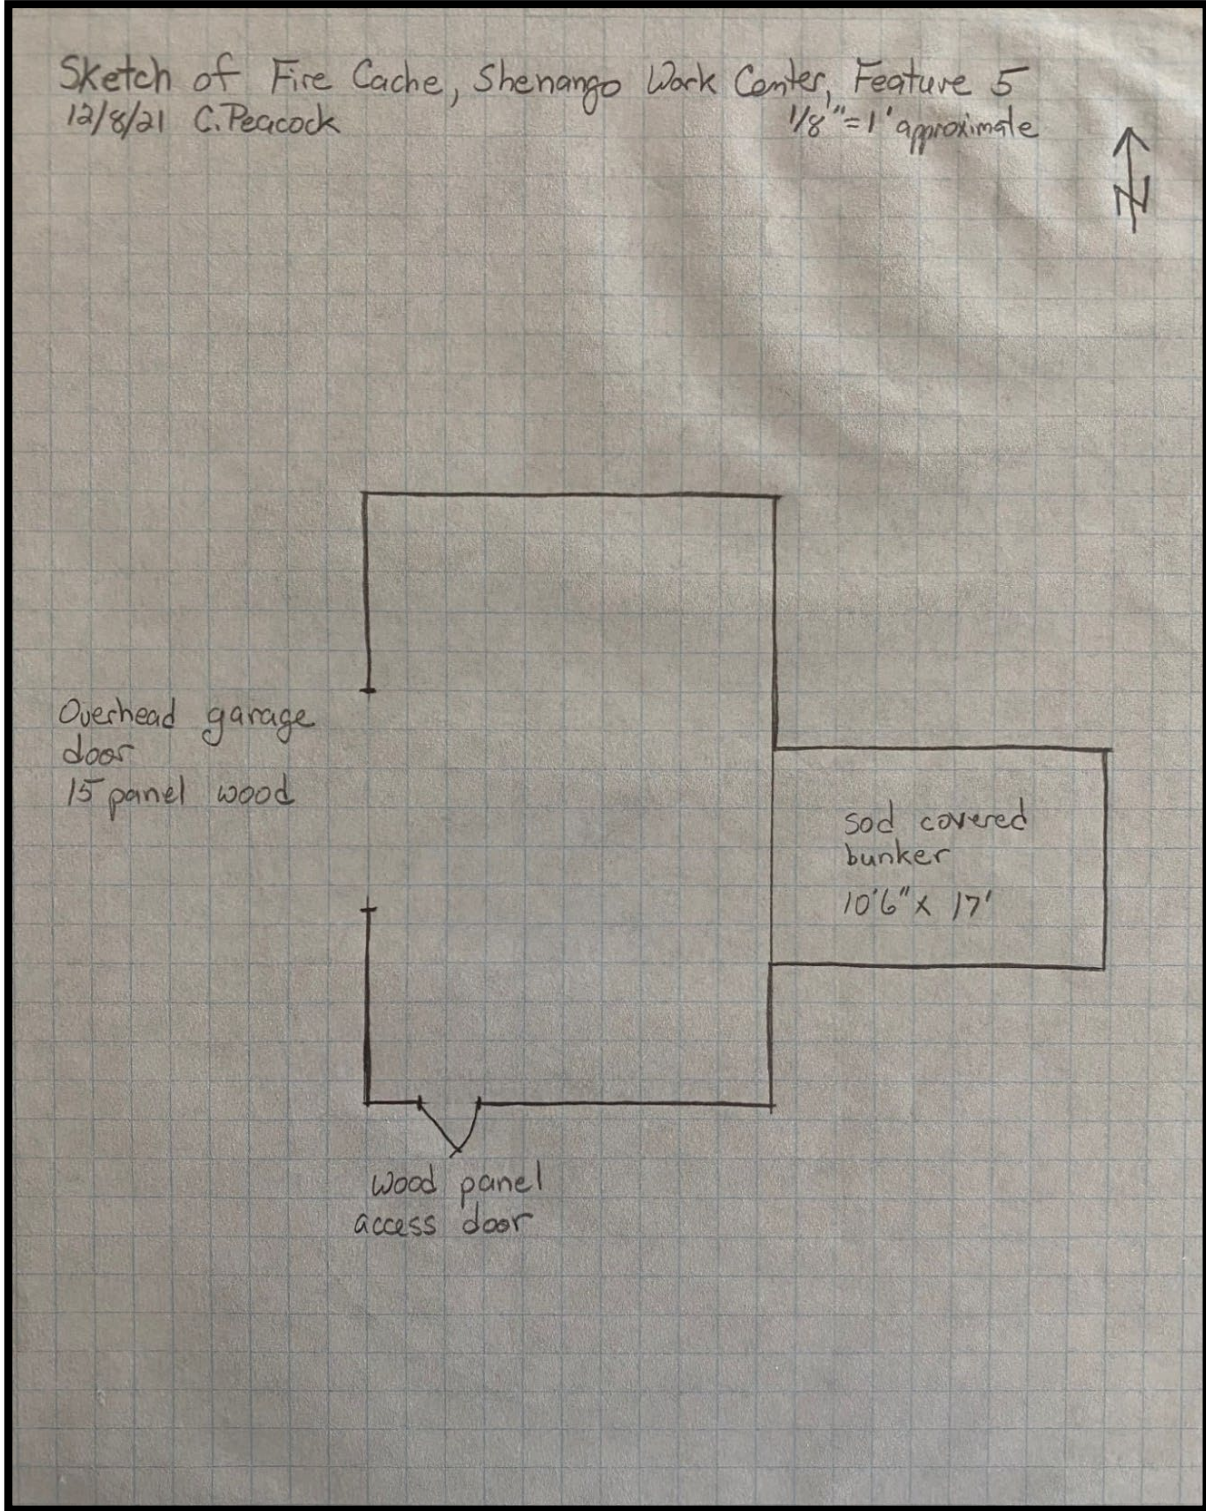 Sketch of Fire Cache, Shenango Work Center, Feature 5
12/8/21 C. Peacock
1/8"=1' approximate
N
Overhead garage
door
15 panel wood
sod covered
bunker
10'6" x 17'
wood panel
access door